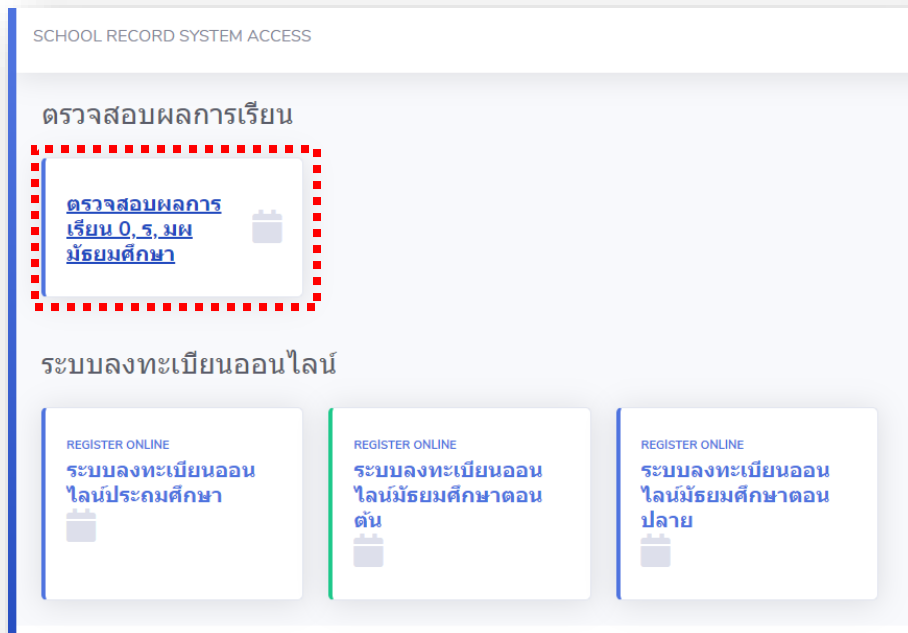 SCHOOL RECORD SYSTEM ACCESS
ตรวจสอบผลการเรียน
ตรวจสอบผลการ
เรียน 0, ร, มผ
มัธยมศึกษา
ระบบลงทะเบียนออนไลน์
REGISTER ONLINE
ระบบลงทะเบียนออน
ไลน์ประถมศึกษา
REGISTER ONLINE
ระบบลงทะเบียนออน
ไลน์มัธยมศึกษาตอน
ต้น
REGISTER ONLINE
ระบบลงทะเบียนออน
ไลน์มัธยมศึกษาตอน
ปลาย